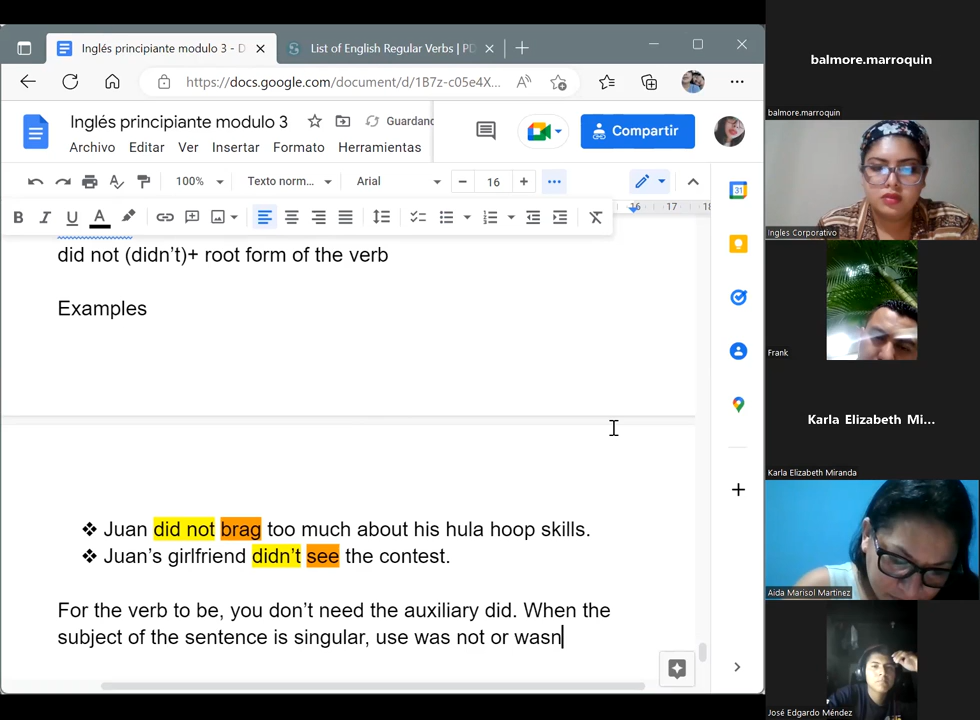 Inglés principiante modulo 3 - D
List of English Regular Verbs | PD
https://docs.google.com/document/d/1B7z-c05e4X...
Inglés principiante modulo 3
Guardand
Archivo Editar Ver Insertar Formato Herramientas
Compartir
100% Texto norm... Arial 16
16 17 18
did not (didn't)+ root form of the verb
Examples
❖ Juan did not brag too much about his hula hoop skills.
❖ Juan's girlfriend didn't see the contest.
For the verb to be, you don't need the auxiliary did. When the
subject of the sentence is singular, use was not or wasn
balmore.marroquin
balmore.marroquin
Ingles Corporativo
Frank
Karla Elizabeth Mi...
Karla Elizabeth Miranda
Aida Marisol Martinez
José Edgardo Méndez